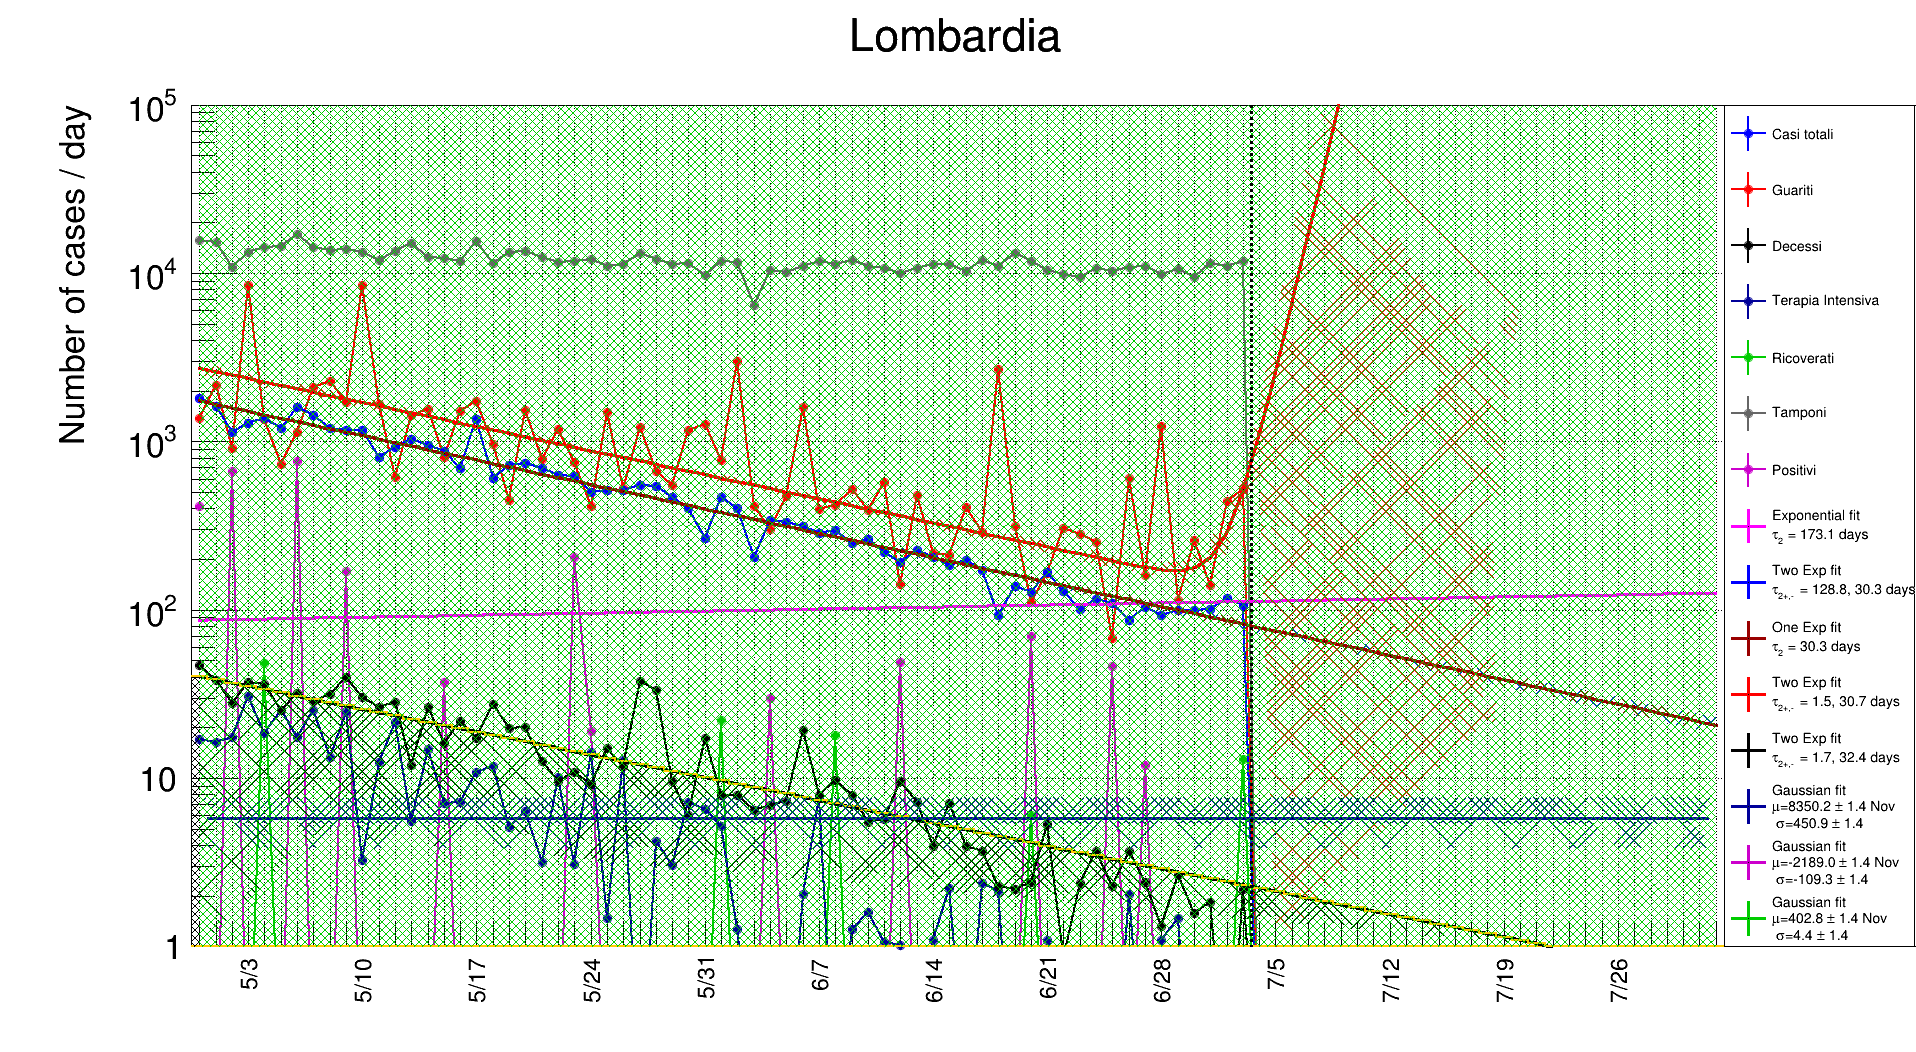 Lombardia
Number of cases / day
10^5
10^4
10^3
10^2
10
1
5/3
5/10
5/17
5/24
5/31
6/7
6/14
6/21
6/28
7/5
7/12
7/19
7/26
Casi totali
Guariti
Decessi
Terapia Intensiva
Ricoverati
Tamponi
Positivi
Exponential fit
τ₂ = 173.1 days
Two Exp fit
τ₂₊,₋ = 128.8, 30.3 days
One Exp fit
τ₂ = 30.3 days
Two Exp fit
τ₂₊,₋ = 1.5, 30.7 days
Two Exp fit
τ₂₊,₋ = 1.7, 32.4 days
Gaussian fit
μ=8350.2 ± 1.4 Nov
σ=450.9 ± 1.4
Gaussian fit
μ=-2189.0 ± 1.4 Nov
σ=-109.3 ± 1.4
Gaussian fit
μ=402.8 ± 1.4 Nov
σ=4.4 ± 1.4